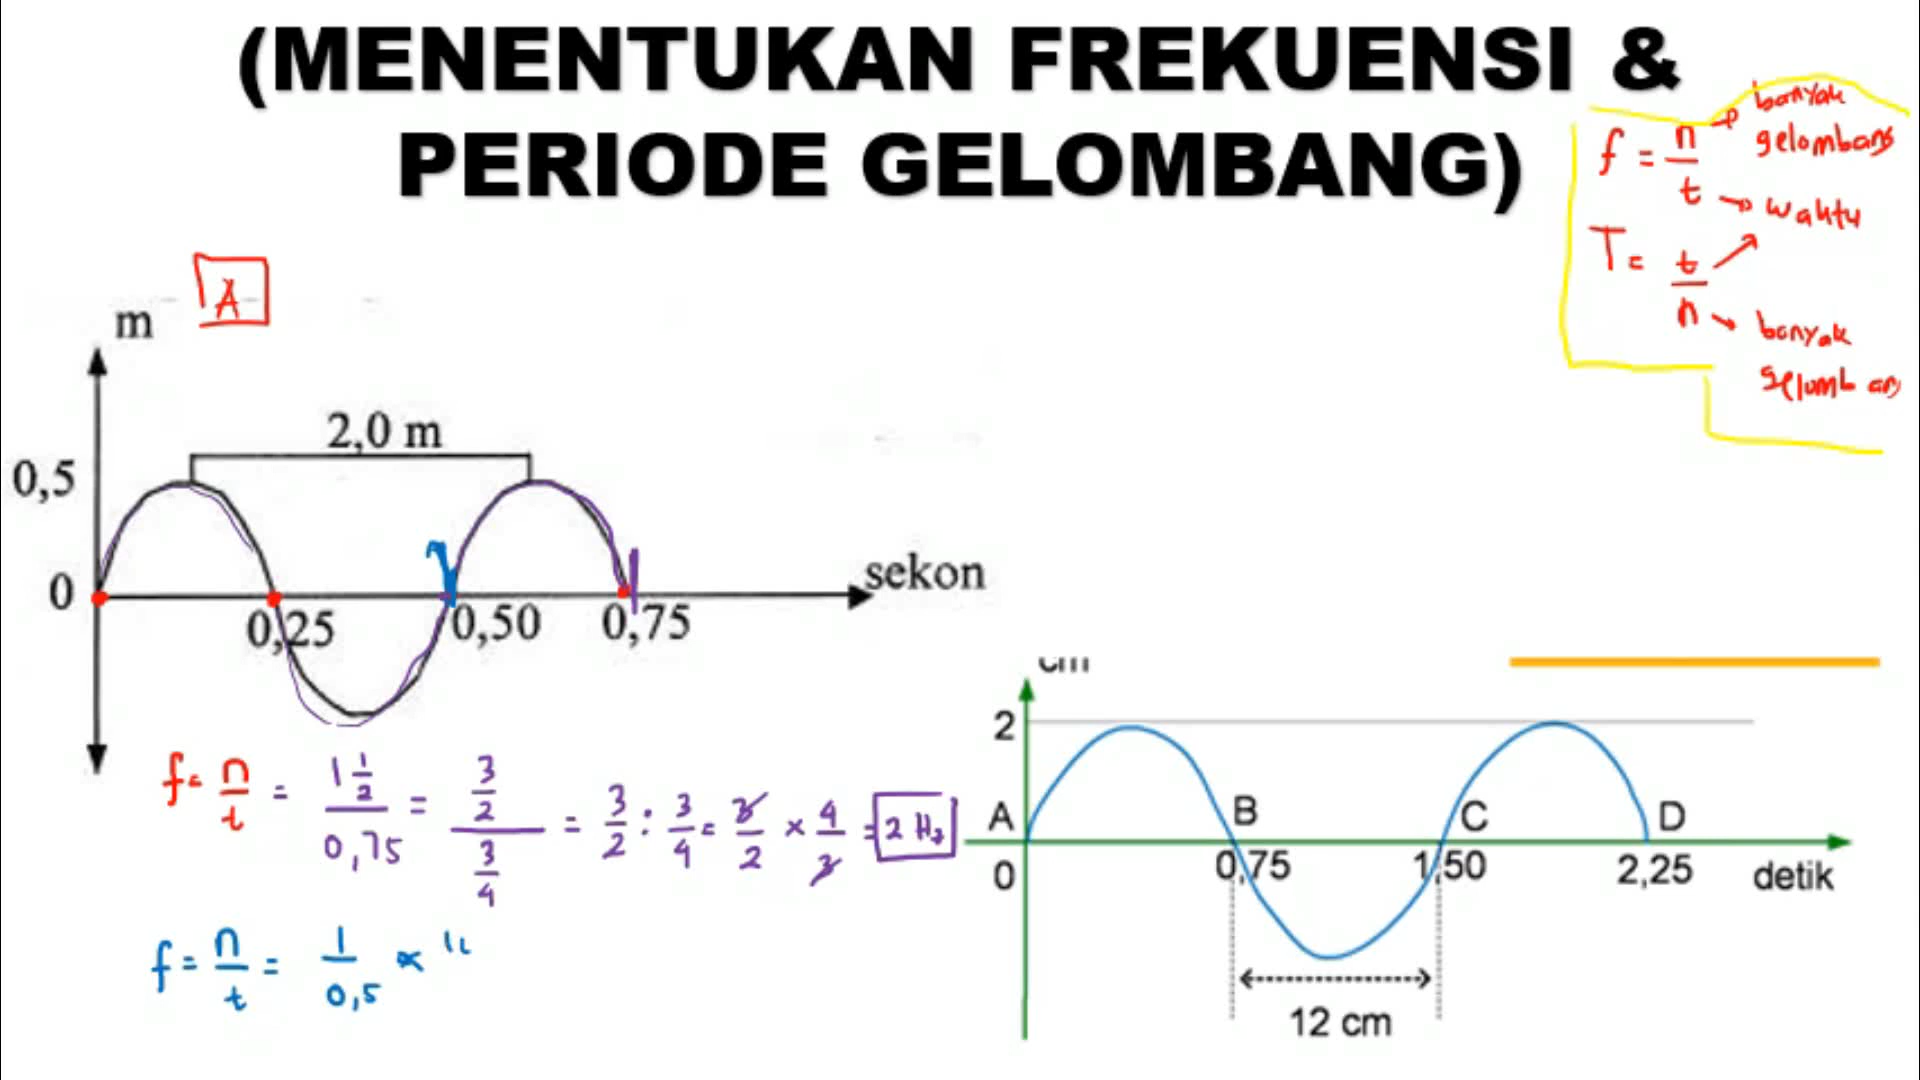 (MENENTUKAN FREKUENSI &
PERIODE GELOMBANG)
f = n/t → banyak gelombang
→ waktu
T = t/n → banyak
A
m
2,0 m
0,5
0
0,25
0,50
0,75
sekon
f = n/t = 1 1/2 / 0,75 = 3/2 / 3/4 = 3/2 : 3/4 = 3/2 × 4/3 = 2 Hz
f = n/t = 1/0,5 ×
cm
2
A
B
C
D
0
0,75
1,50
2,25
detik
12 cm